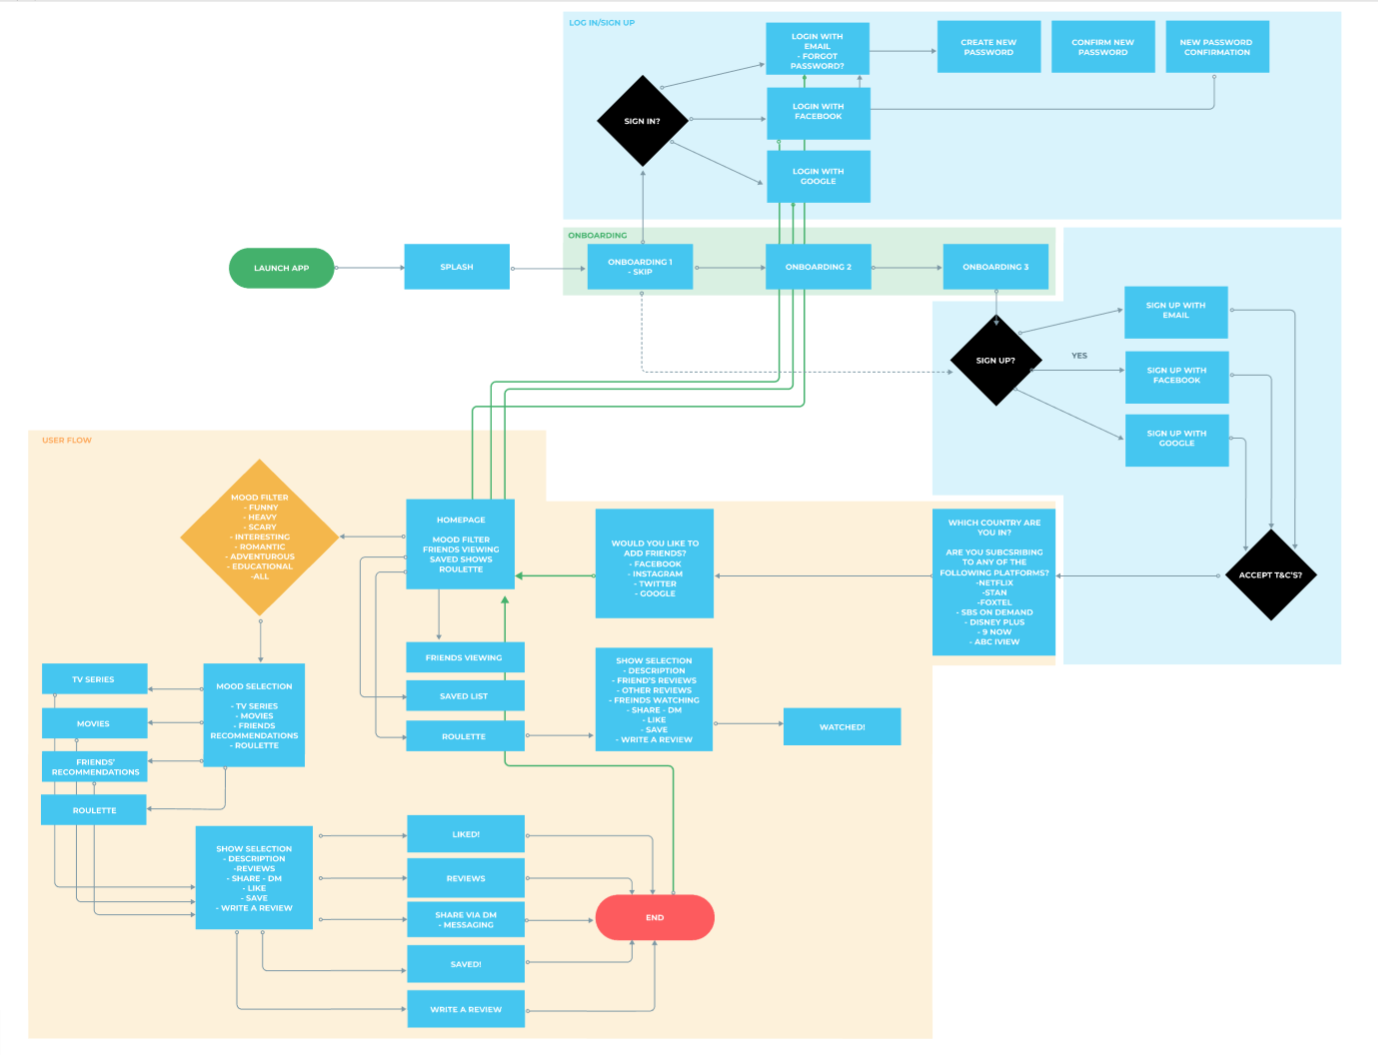 LOG IN/SIGN UP
LOGIN WITH
EMAIL
- FORGOT
PASSWORD?
CREATE NEW
PASSWORD
CONFIRM NEW
PASSWORD
NEW PASSWORD
CONFIRMATION
SIGN IN?
LOGIN WITH
FACEBOOK
LOGIN WITH
GOOGLE
ONBOARDING
LAUNCH APP
SPLASH
ONBOARDING 1
- SKIP
ONBOARDING 2
ONBOARDING 3
SIGN UP?
YES
SIGN UP WITH
EMAIL
SIGN UP WITH
FACEBOOK
SIGN UP WITH
GOOGLE
ACCEPT T&C'S?
WHICH COUNTRY ARE
YOU IN?
ARE YOU SUBCSRIBING
TO ANY OF THE
FOLLOWING PLATFORMS?
-NETFLIX
-STAN
-FOXTEL
- SBS ON DEMAND
- DISNEY PLUS
- 9 NOW
- ABC IVIEW
WOULD YOU LIKE TO
ADD FRIENDS?
- FACEBOOK
- INSTAGRAM
- TWITTER
- GOOGLE
USER FLOW
HOMEPAGE
MOOD FILTER
FRIENDS VIEWING
SAVED SHOWS
ROULETTE
MOOD FILTER
- FUNNY
- HEAVY
- SCARY
- INTERESTING
- ROMANTIC
- ADVENTUROUS
- EDUCATIONAL
-ALL
FRIENDS VIEWING
SAVED LIST
ROULETTE
SHOW SELECTION
- DESCRIPTION
- FRIEND'S REVIEWS
- OTHER REVIEWS
- FREINDS WATCHING
- SHARE - DM
- LIKE
- SAVE
- WRITE A REVIEW
WATCHED!
MOOD SELECTION
- TV SERIES
- MOVIES
- FRIENDS
RECOMMENDATIONS
- ROULETTE
TV SERIES
MOVIES
FRIENDS'
RECOMMENDATIONS
ROULETTE
SHOW SELECTION
- DESCRIPTION
-REVIEWS
- SHARE - DM
- LIKE
- SAVE
- WRITE A REVIEW
LIKED!
REVIEWS
SHARE VIA DM
- MESSAGING
SAVED!
WRITE A REVIEW
END